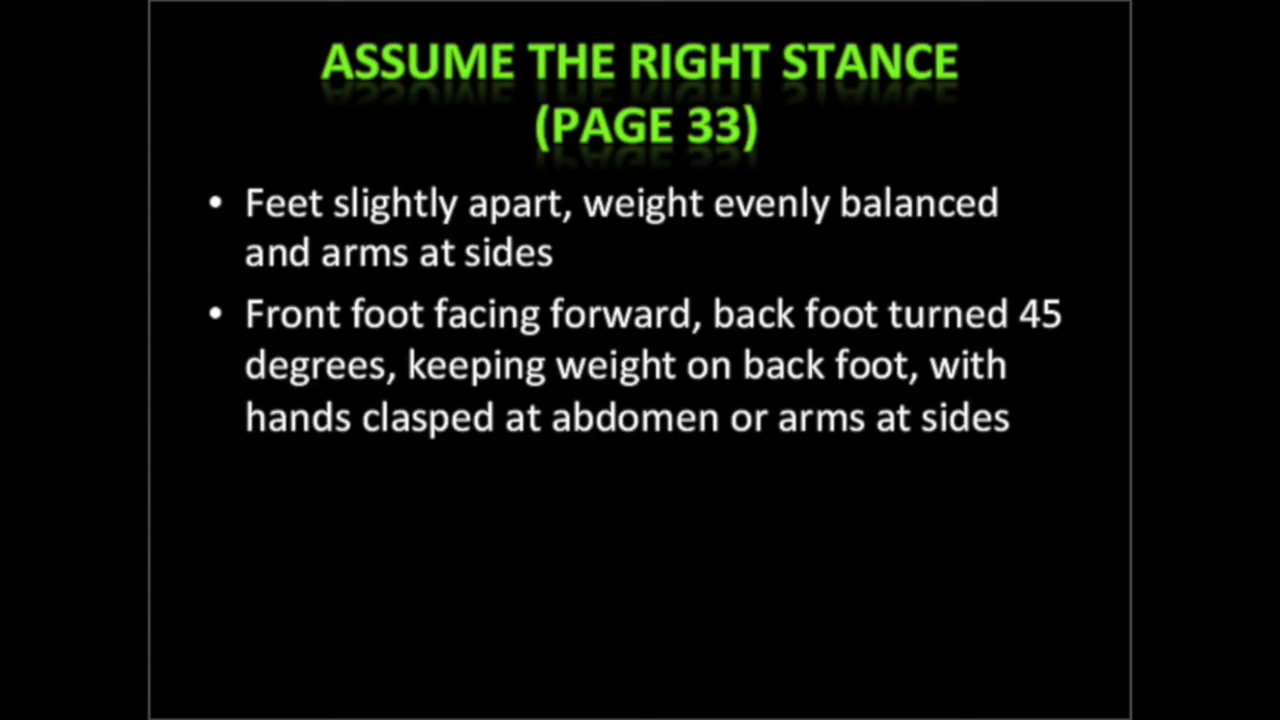 ASSUME THE RIGHT STANCE
(PAGE 33)
• Feet slightly apart, weight evenly balanced
and arms at sides
• Front foot facing forward, back foot turned 45
degrees, keeping weight on back foot, with
hands clasped at abdomen or arms at sides